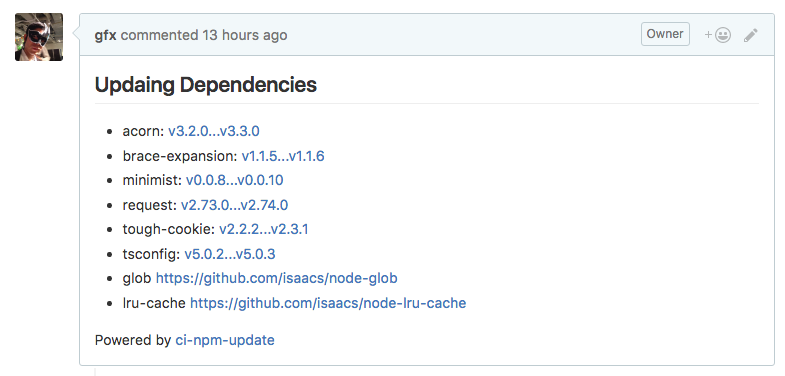 gfx commented 13 hours ago Owner +
Updaing Dependencies
acorn: v3.2.0...v3.3.0
brace-expansion: v1.1.5...v1.1.6
minimist: v0.0.8...v0.0.10
request: v2.73.0...v2.74.0
tough-cookie: v2.2.2...v2.3.1
tsconfig: v5.0.2...v5.0.3
glob https://github.com/isaacs/node-glob
lru-cache https://github.com/isaacs/node-lru-cache
Powered by ci-npm-update